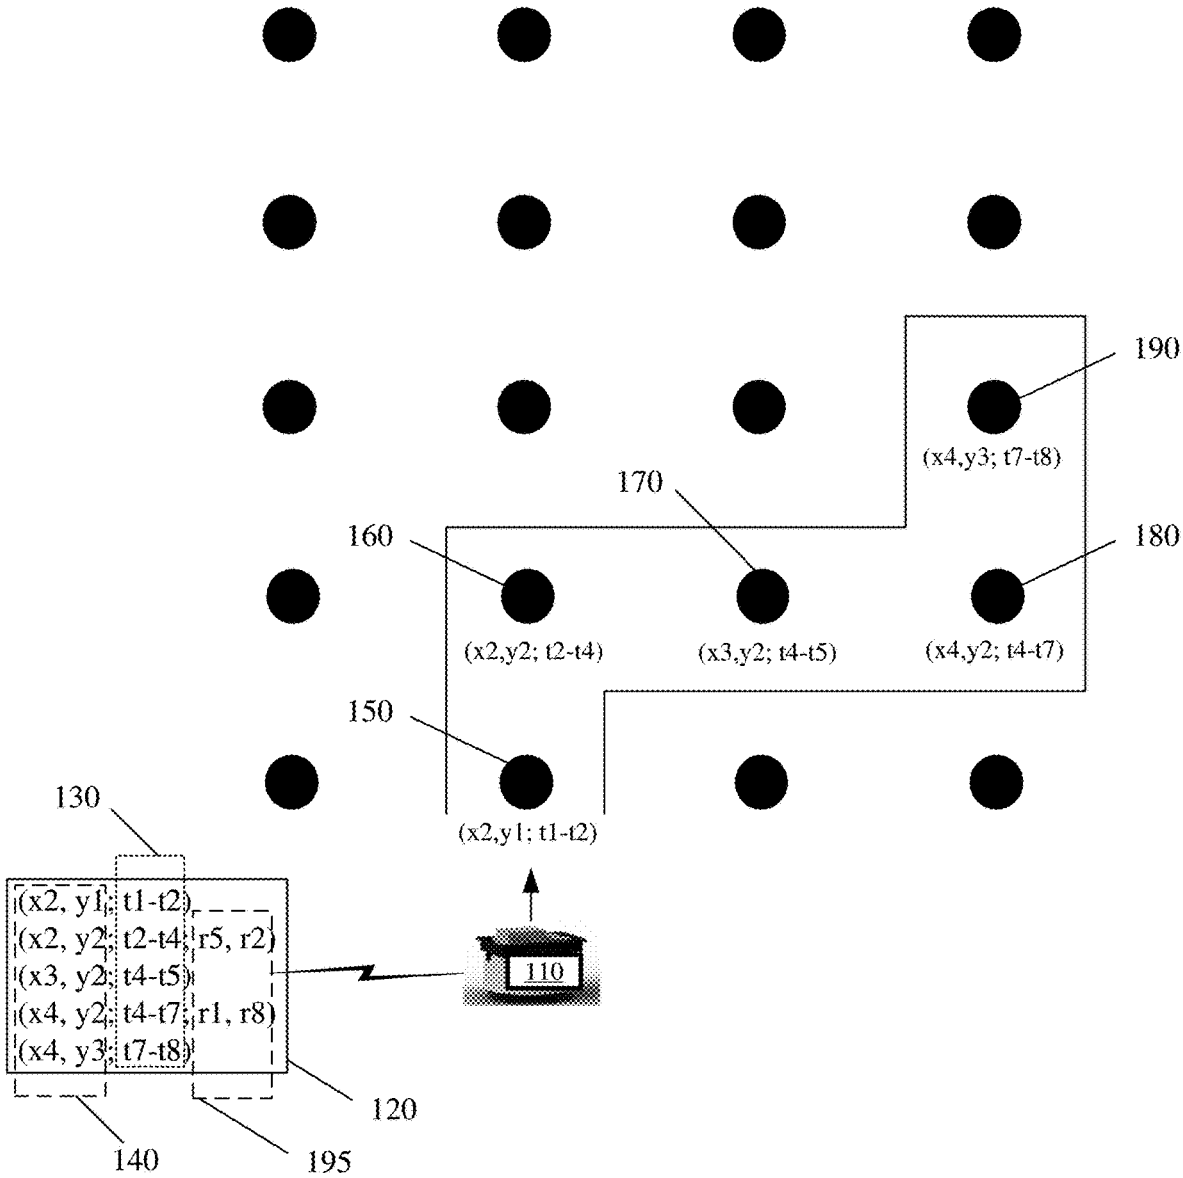 190
(x4,y3; t7-t8)
170
160
180
(x2,y2; t2-t4)
(x3,y2; t4-t5)
(x4,y2; t4-t7)
150
130
(x2,y1; t1-t2)
(x2, y1; t1-t2)
(x2, y2; t2-t4; r5, r2)
(x3, y2; t4-t5)
(x4, y2; t4-t7; r1, r8)
(x4, y3; t7-t8)
110
120
140
195